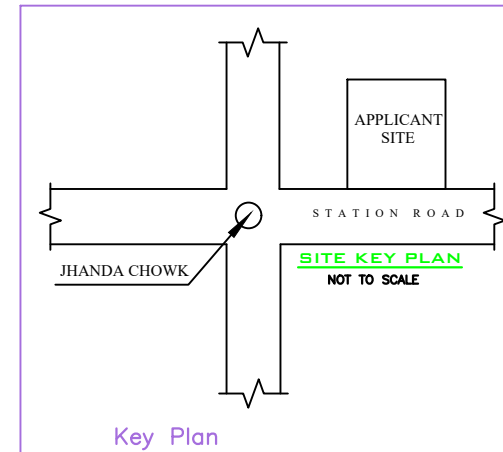 APPLICANT
SITE
STATION ROAD
SITE KEY PLAN
JHANDA CHOWK
NOT TO SCALE
Key Plan